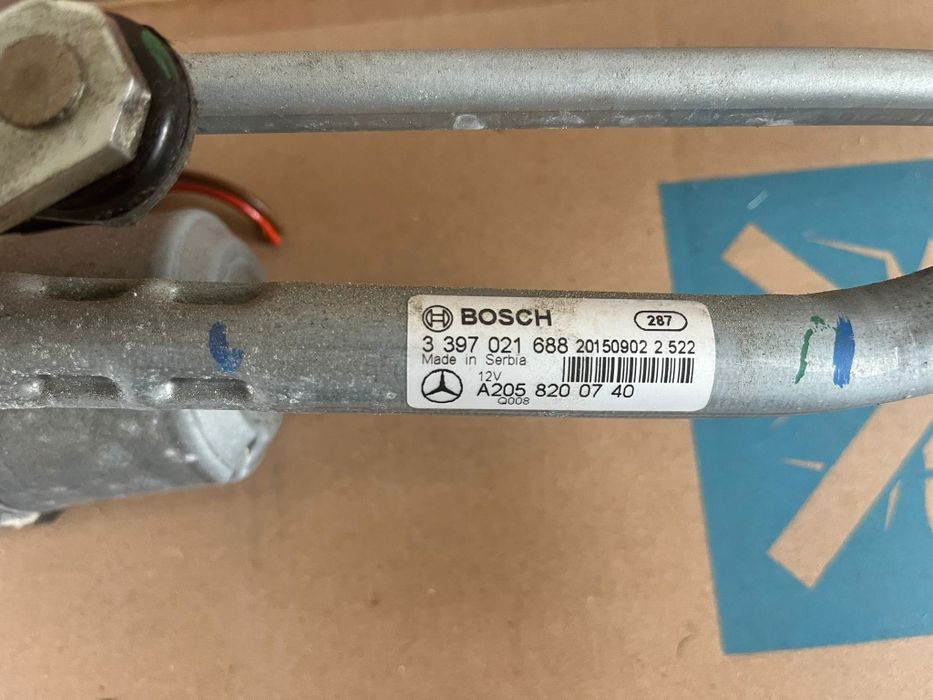 BOSCH 287
3 397 021 688 20150902 2 522
Made in Serbia
12V
A205 820 07 40
Q008